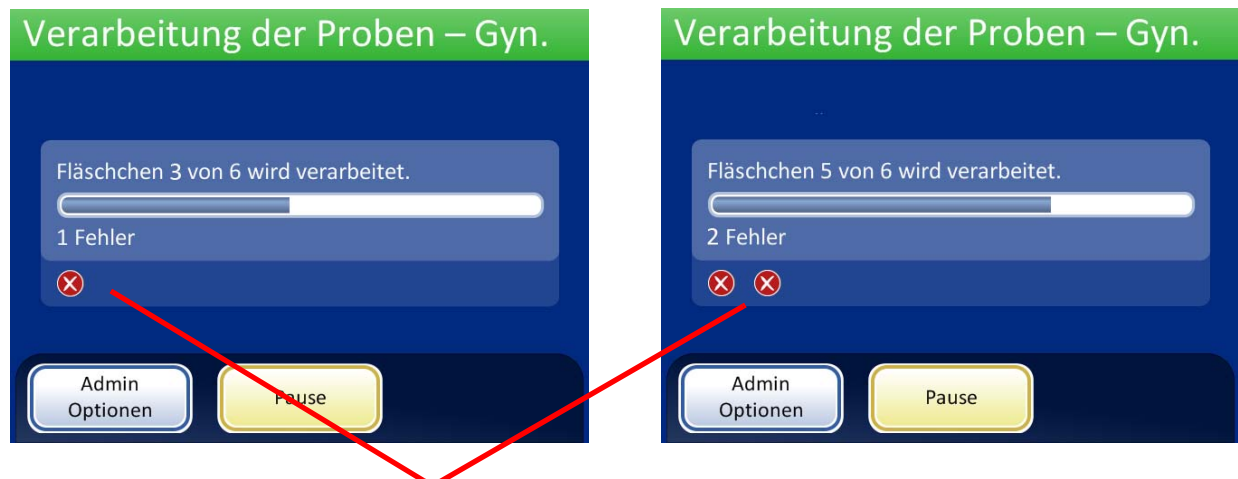 Verarbeitung der Proben – Gyn.
Fläschchen 3 von 6 wird verarbeitet.
1 Fehler
Admin
Optionen
Pause
Verarbeitung der Proben – Gyn.
Fläschchen 5 von 6 wird verarbeitet.
2 Fehler
Admin
Optionen
Pause